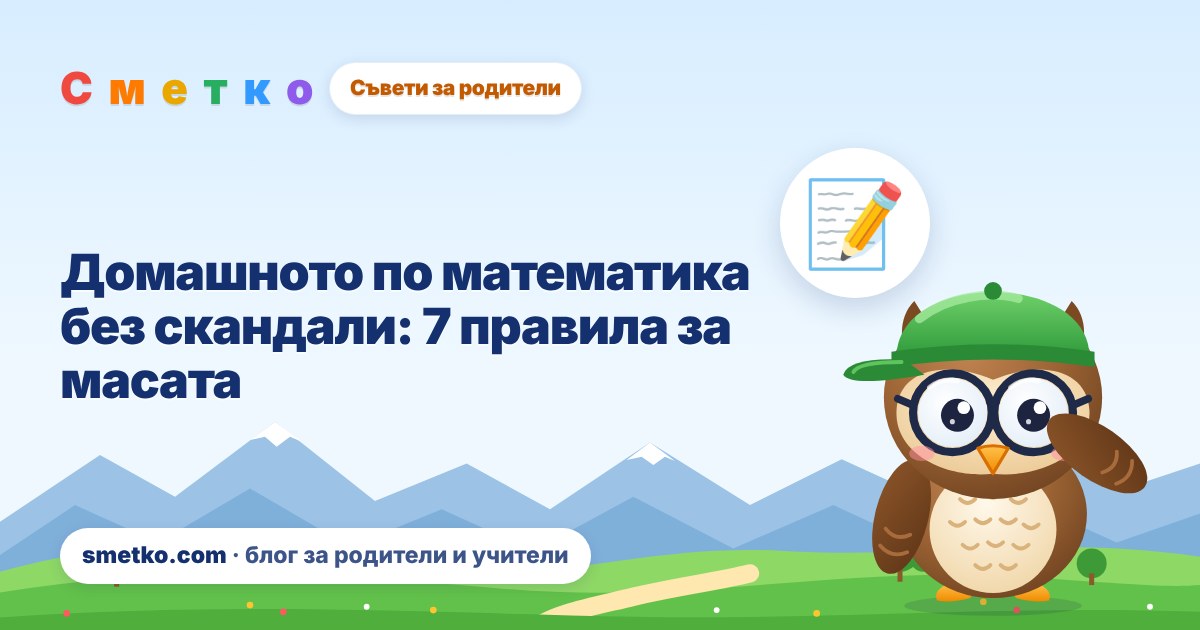 Сметко
Съвети за родители
Домашното по математика
без скандали: 7 правила за
масата
smetko.com · блог за родители и учители